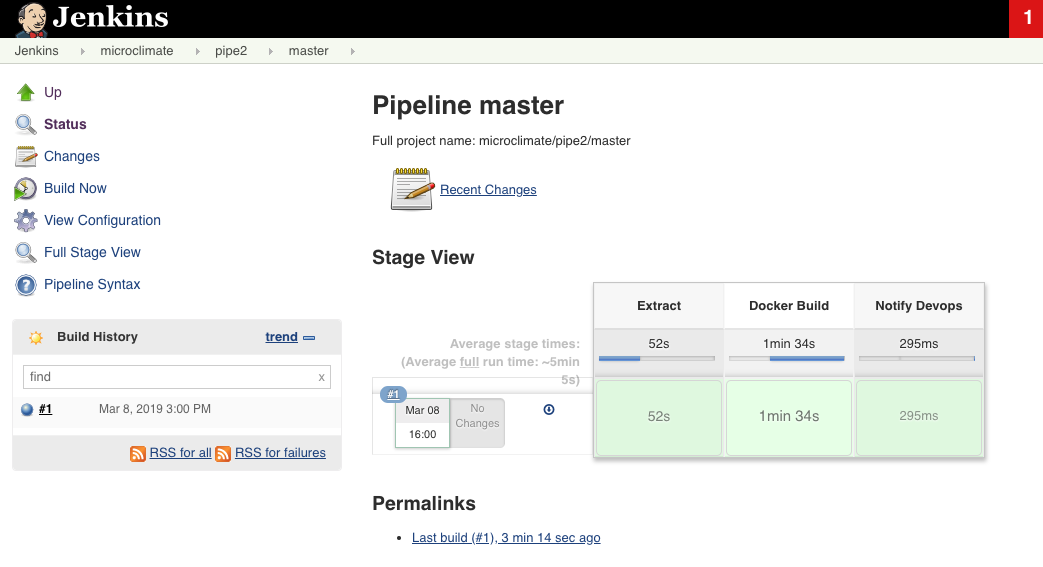 Jenkins
1
Jenkins microclimate pipe2 master
Up
Status
Changes
Build Now
View Configuration
Full Stage View
Pipeline Syntax
Build History trend
find x
#1 Mar 8, 2019 3:00 PM
RSS for all RSS for failures
Pipeline master
Full project name: microclimate/pipe2/master
Recent Changes
Stage View
Extract Docker Build Notify Devops
Average stage times: 52s 1min 34s 295ms
(Average full run time: ~5min
5s)
#1
Mar 08 No
Changes
16:00
52s 1min 34s 295ms
Permalinks
Last build (#1), 3 min 14 sec ago